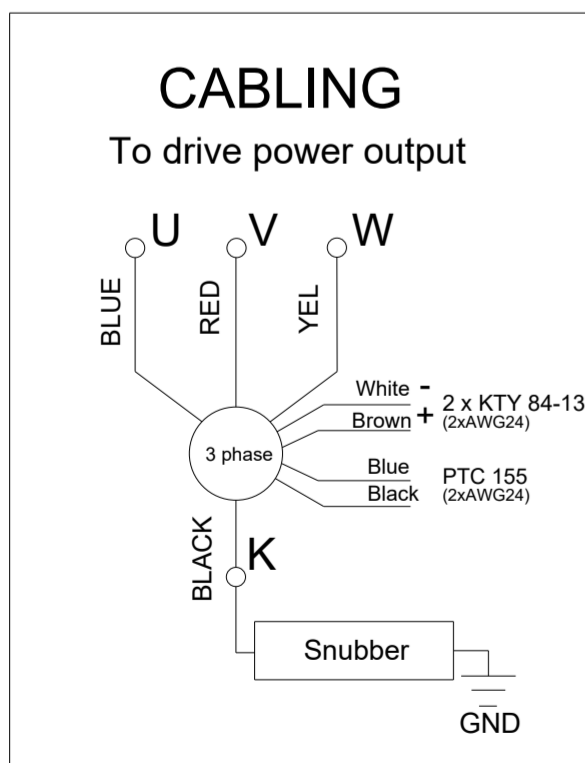 CABLING
To drive power output
U V W
BLUE RED YEL
White -
Brown + 2 x KTY 84-13
(2xAWG24)
3 phase
Blue PTC 155
Black (2xAWG24)
BLACK K
Snubber
GND